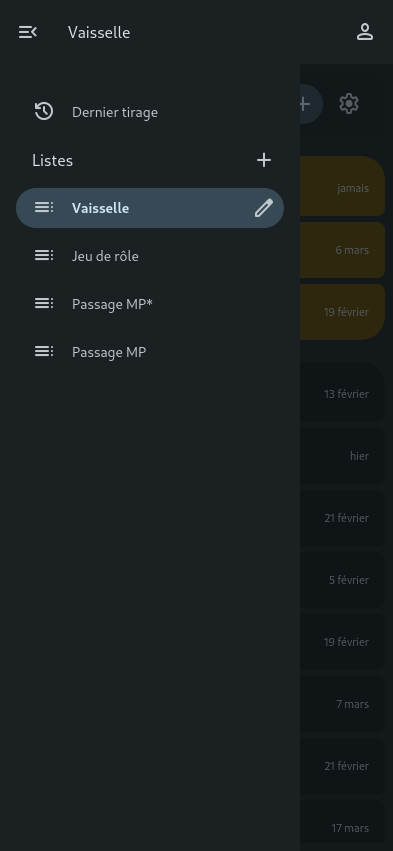 Vaisselle
Dernier tirage
Listes
Vaisselle
Jeu de rôle
Passage MP*
Passage MP
jamais
6 mars
19 février
13 février
hier
21 février
5 février
19 février
7 mars
21 février
17 mars